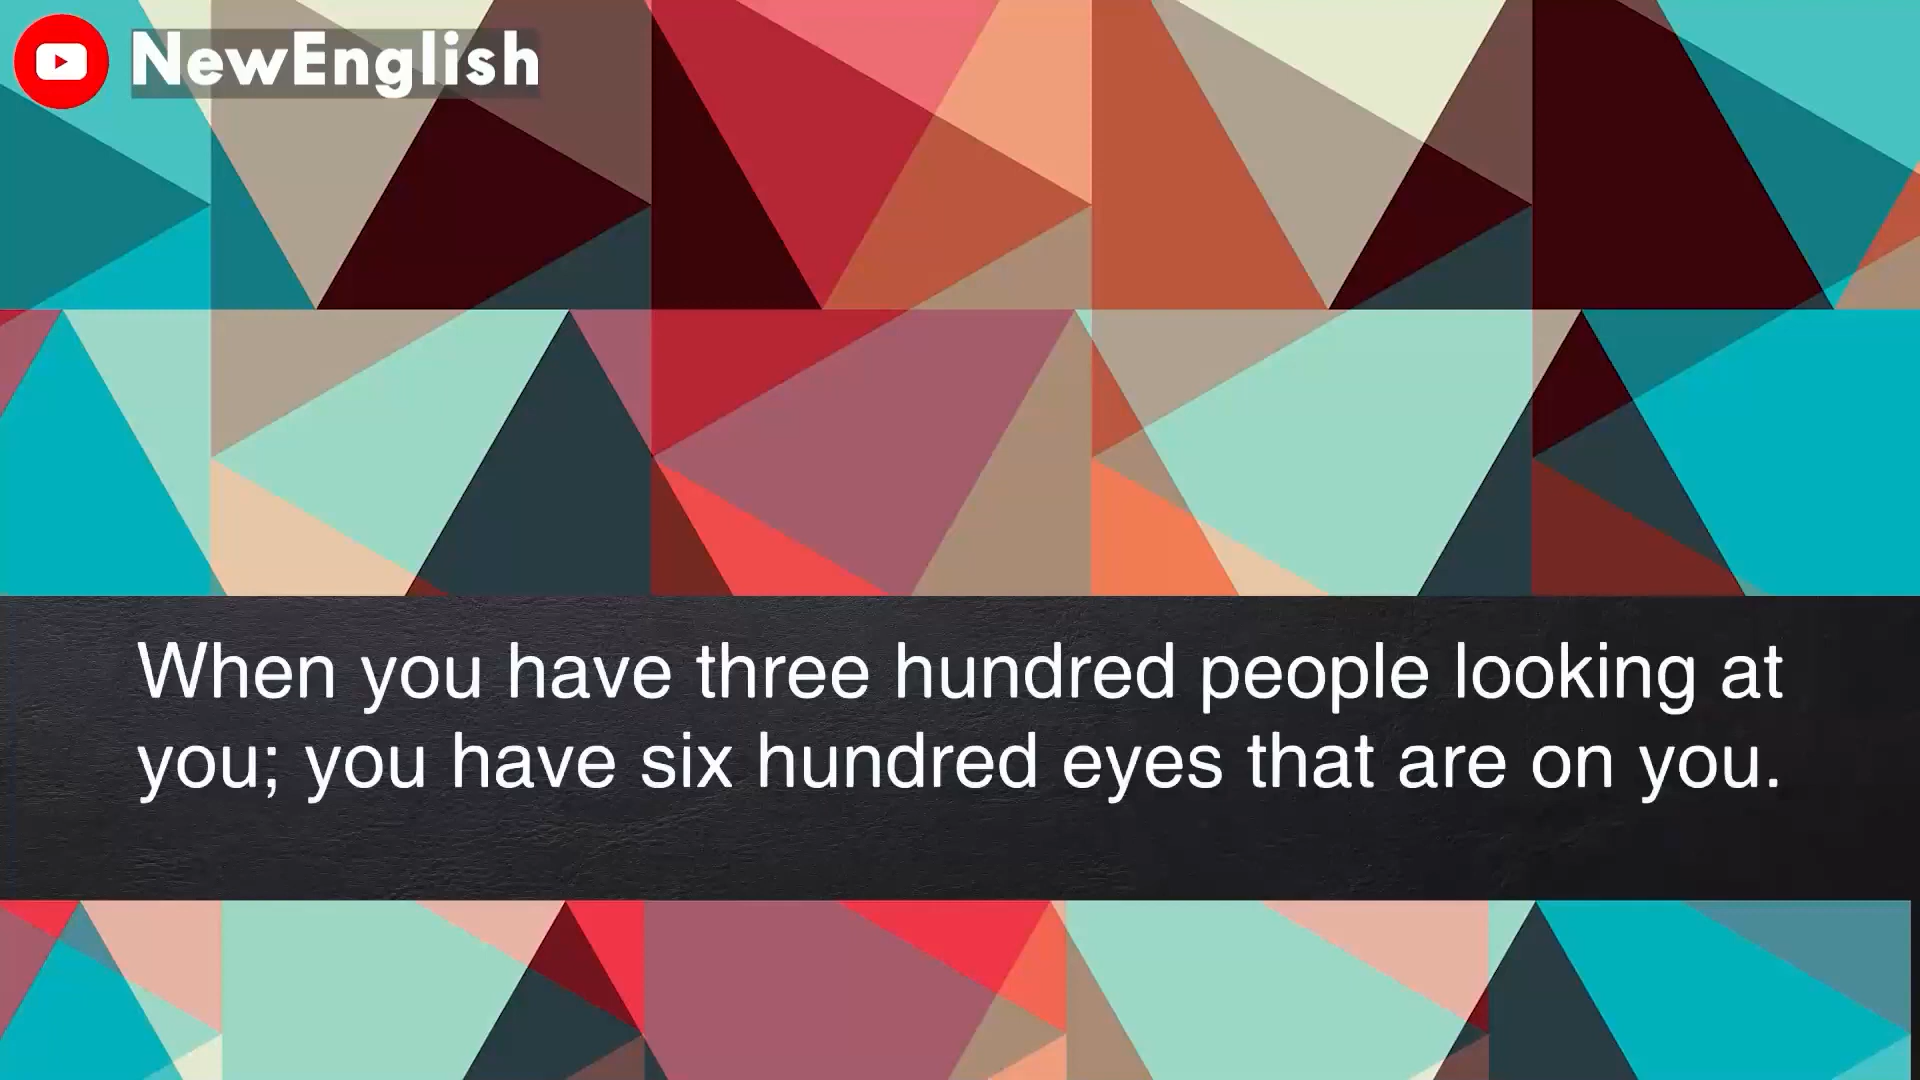 NewEnglish
When you have three hundred people looking at
you; you have six hundred eyes that are on you.